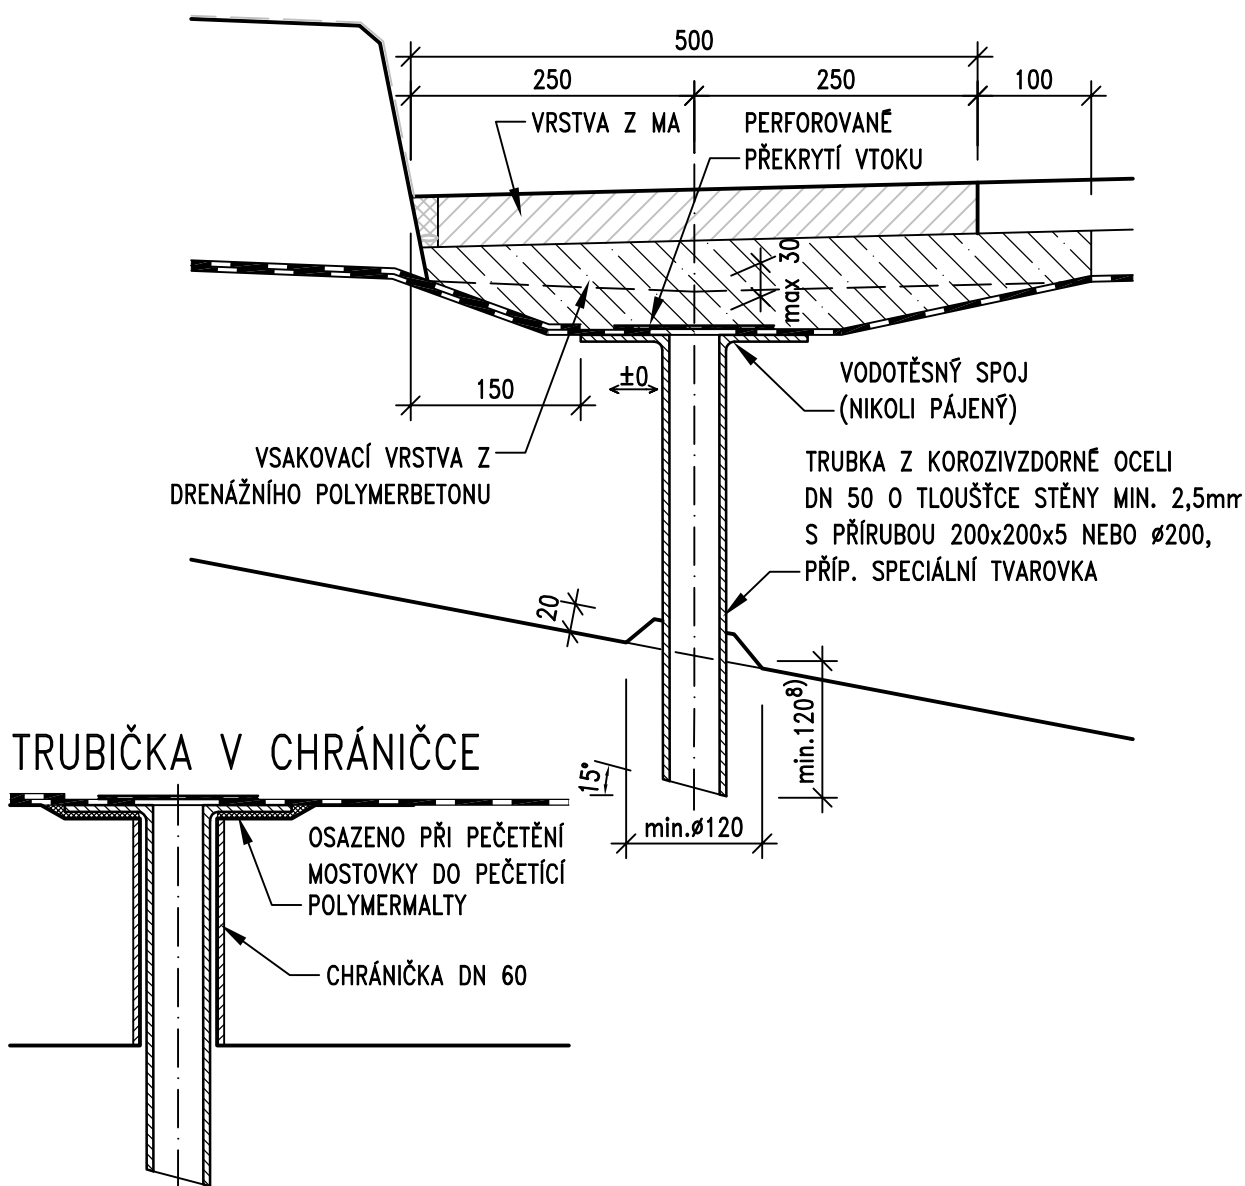 500
250
250
100
VRSTVA Z MA
PERFOROVANÉ
PŘEKRYTÍ VTOKU
max 30
150
±0
VODOTĚSNÝ SPOJ
(NIKOLI PÁJENÝ)
VSAKOVACÍ VRSTVA Z
DRENÁŽNÍHO POLYMERBETONU
TRUBKA Z KOROZIVZDORNÉ OCELI
DN 50 O TLOUŠŤCE STĚNY MIN. 2,5mm
S PŘÍRUBOU 200x200x5 NEBO ø200,
PŘÍP. SPECIÁLNÍ TVAROVKA
20
min.120⁸⁾
15°
min.ø120
TRUBIČKA V CHRÁNIČCE
OSAZENO PŘI PEČETĚNÍ
MOSTOVKY DO PEČETÍCÍ
POLYMERMALTY
CHRÁNIČKA DN 60